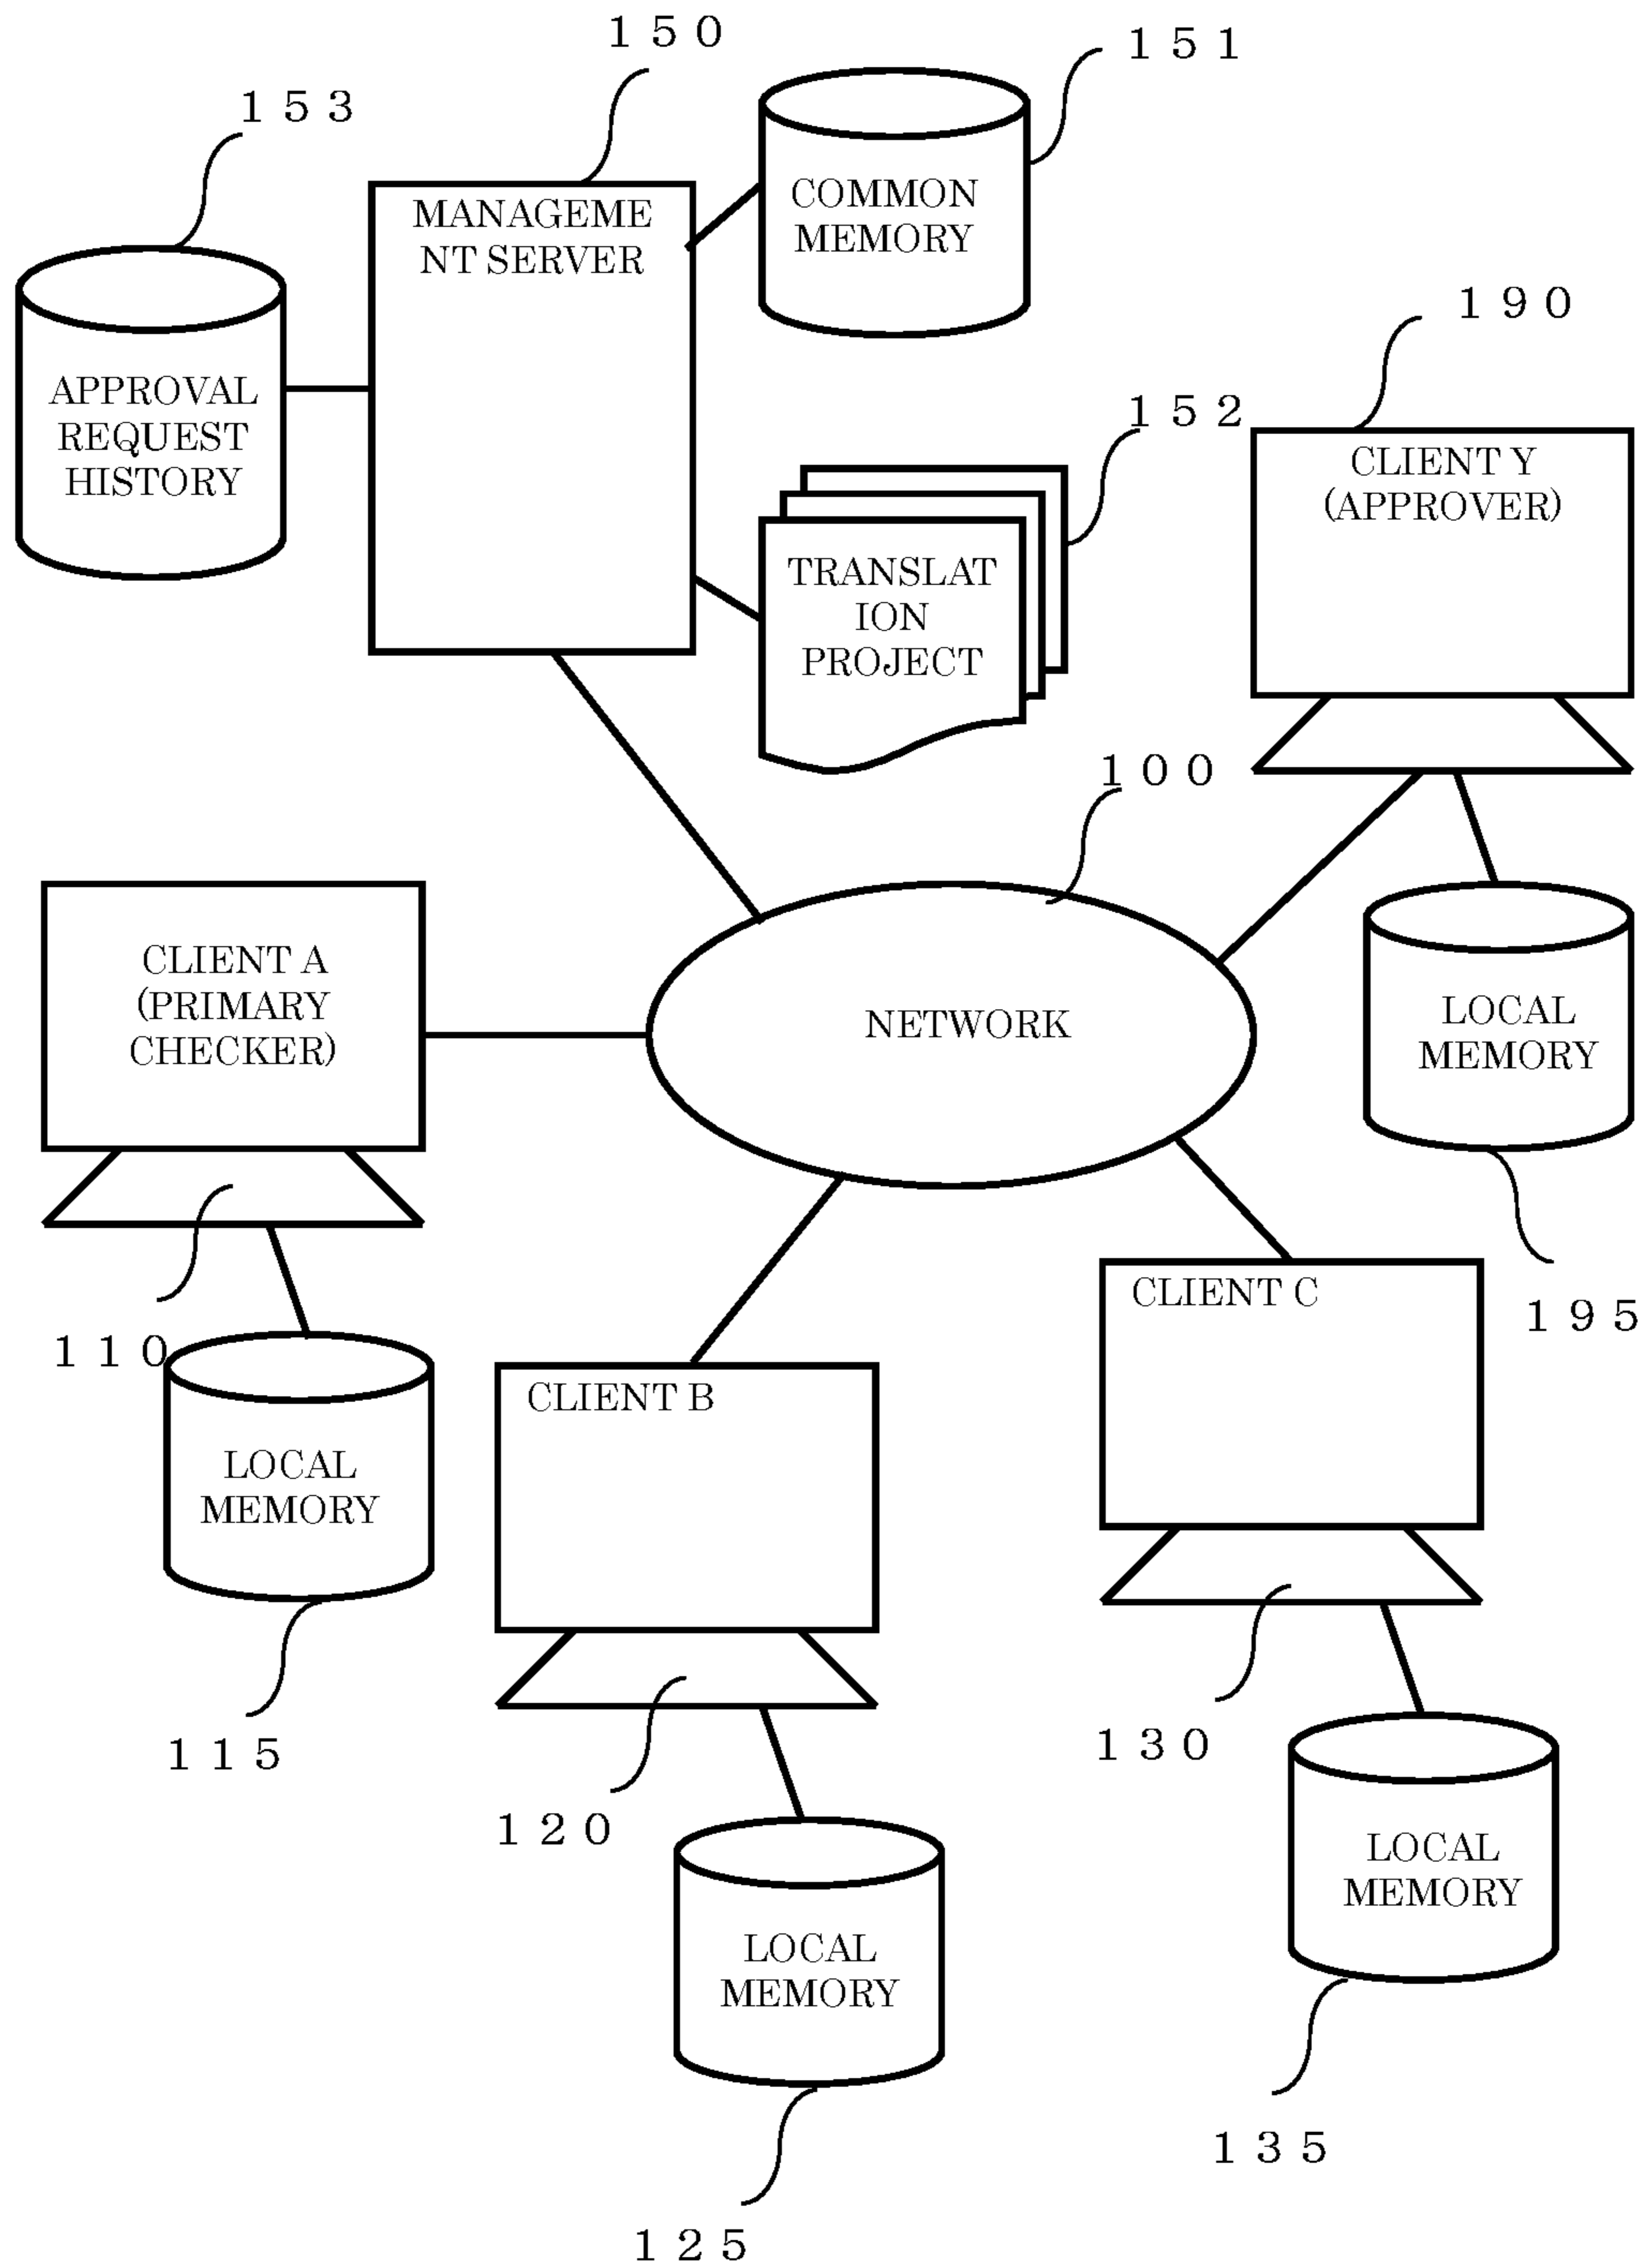 150
151
153
MANAGEME
NT SERVER
COMMON
MEMORY
190
APPROVAL
REQUEST
HISTORY
152
CLIENT Y
(APPROVER)
TRANSLAT
ION
PROJECT
100
CLIENT A
(PRIMARY
CHECKER)
NETWORK
LOCAL
MEMORY
195
110
CLIENT C
CLIENT B
LOCAL
MEMORY
115
120
130
LOCAL
MEMORY
LOCAL
MEMORY
135
125